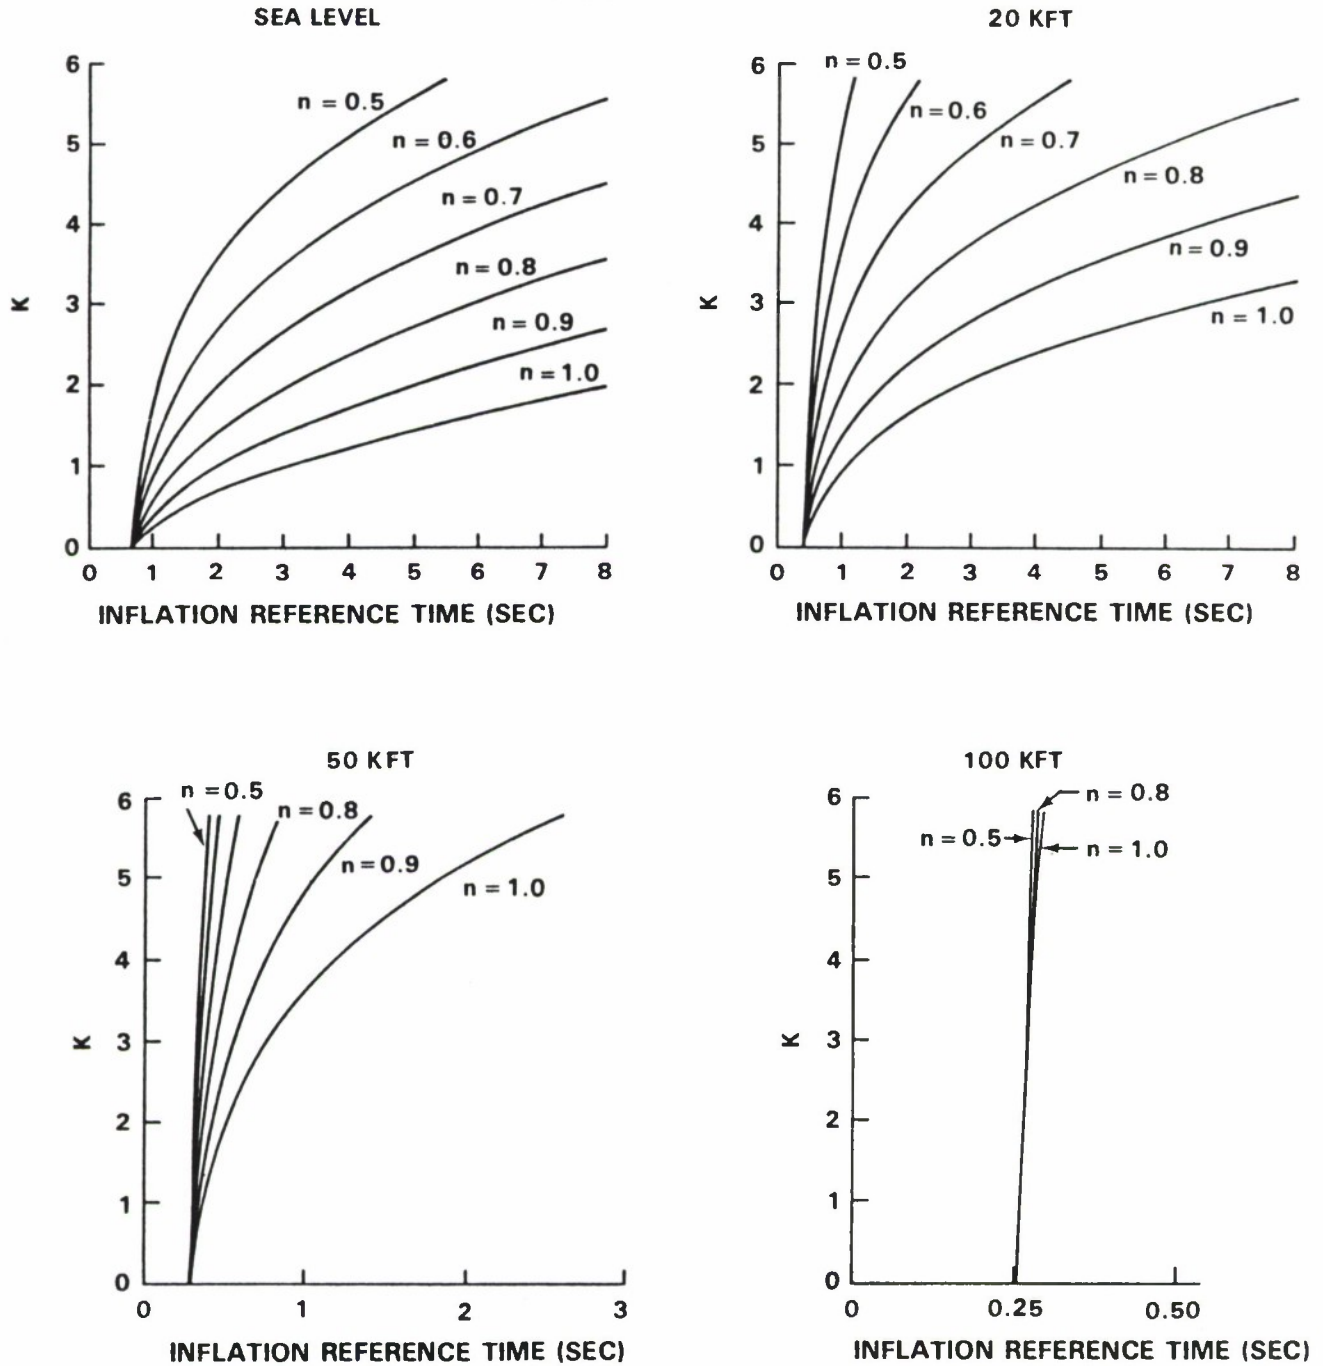 SEA LEVEL
6
5
4
3
2
1
0
K
n = 0.5
n = 0.6
n = 0.7
n = 0.8
n = 0.9
n = 1.0
0 1 2 3 4 5 6 7 8
INFLATION REFERENCE TIME (SEC)
20 KFT
6
5
4
3
2
1
0
K
n = 0.5
n = 0.6
n = 0.7
n = 0.8
n = 0.9
n = 1.0
0 1 2 3 4 5 6 7 8
INFLATION REFERENCE TIME (SEC)
50 KFT
6
5
4
3
2
1
0
K
n = 0.5
n = 0.8
n = 0.9
n = 1.0
0 1 2 3
INFLATION REFERENCE TIME (SEC)
100 KFT
6
5
4
3
2
1
0
K
n = 0.8
n = 0.5
n = 1.0
0 0.25 0.50
INFLATION REFERENCE TIME (SEC)